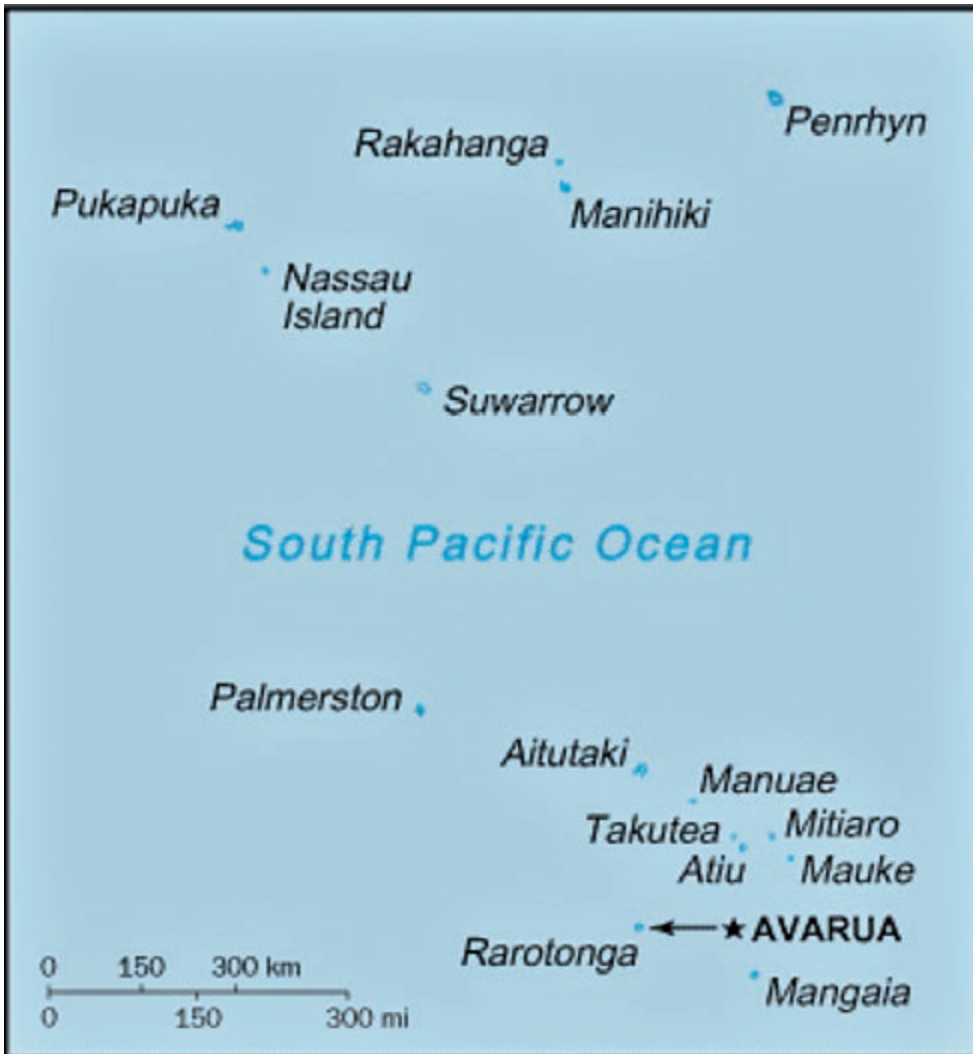 Penrhyn
Rakahanga
Manihiki
Pukapuka
Nassau
Island
Suwarrow
South Pacific Ocean
Palmerston
Aitutaki
Manuae
Takutea
Mitiaro
Atiu
Mauke
AVARUA
Rarotonga
Mangaia
0 150 300 km
0 150 300 mi